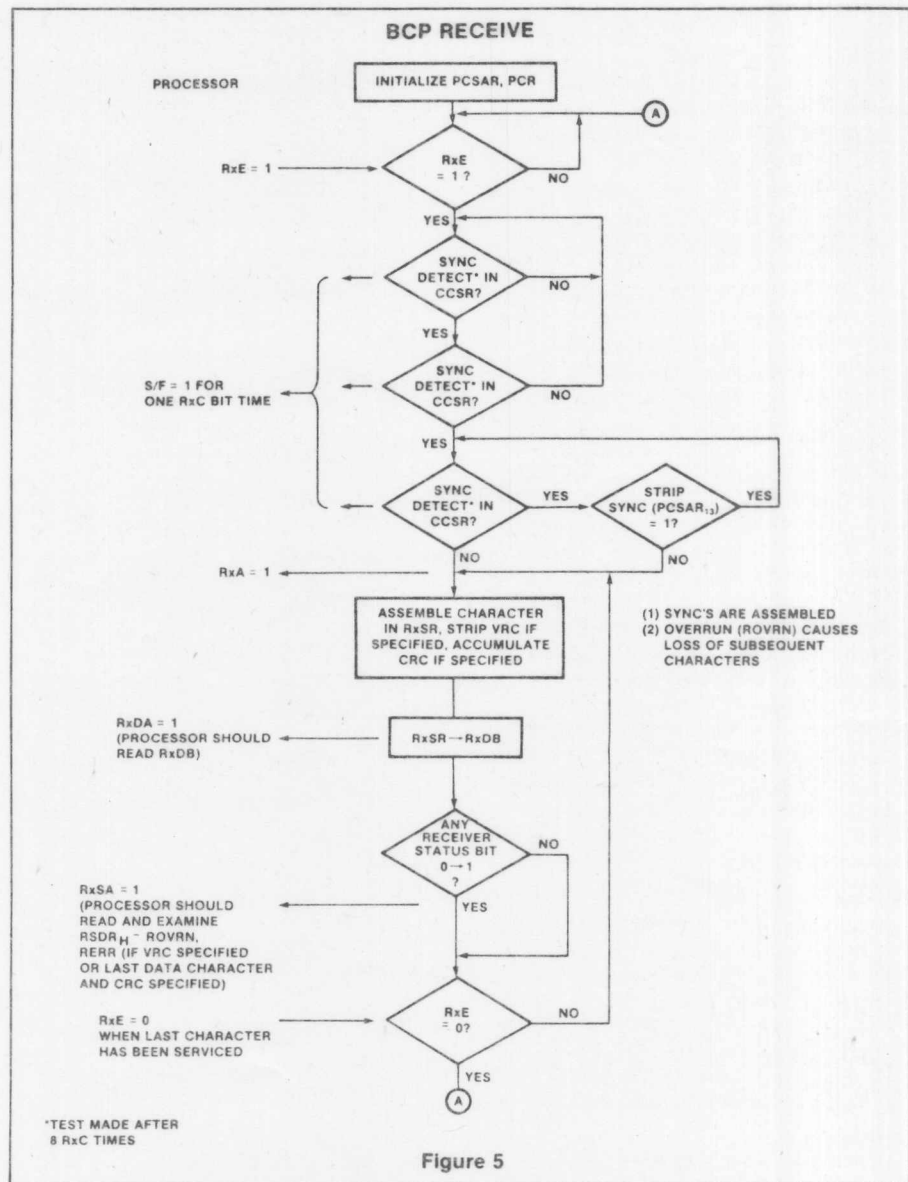 BCP RECEIVE
PROCESSOR
INITIALIZE PCSAR, PCR
A
RxE = 1
RxE
= 1 ?
NO
YES
SYNC
DETECT* IN
CCSR?
NO
YES
S/F = 1 FOR
ONE RxC BIT TIME
SYNC
DETECT* IN
CCSR?
NO
YES
SYNC
DETECT* IN
CCSR?
YES
STRIP
SYNC (PCSAR13)
= 1?
YES
NO
NO
RxA = 1
ASSEMBLE CHARACTER
IN RxSR, STRIP VRC IF
SPECIFIED, ACCUMULATE
CRC IF SPECIFIED
(1) SYNC'S ARE ASSEMBLED
(2) OVERRUN (ROVRN) CAUSES
LOSS OF SUBSEQUENT
CHARACTERS
RxDA = 1
(PROCESSOR SHOULD
READ RxDB)
RxSR→RxDB
ANY
RECEIVER
STATUS BIT
0→1
?
NO
YES
RxSA = 1
(PROCESSOR SHOULD
READ AND EXAMINE
RSDRH - ROVRN,
RERR (IF VRC SPECIFIED
OR LAST DATA CHARACTER
AND CRC SPECIFIED)
RxE = 0
WHEN LAST CHARACTER
HAS BEEN SERVICED
RxE
= 0?
NO
YES
A
*TEST MADE AFTER
8 RxC TIMES
Figure 5